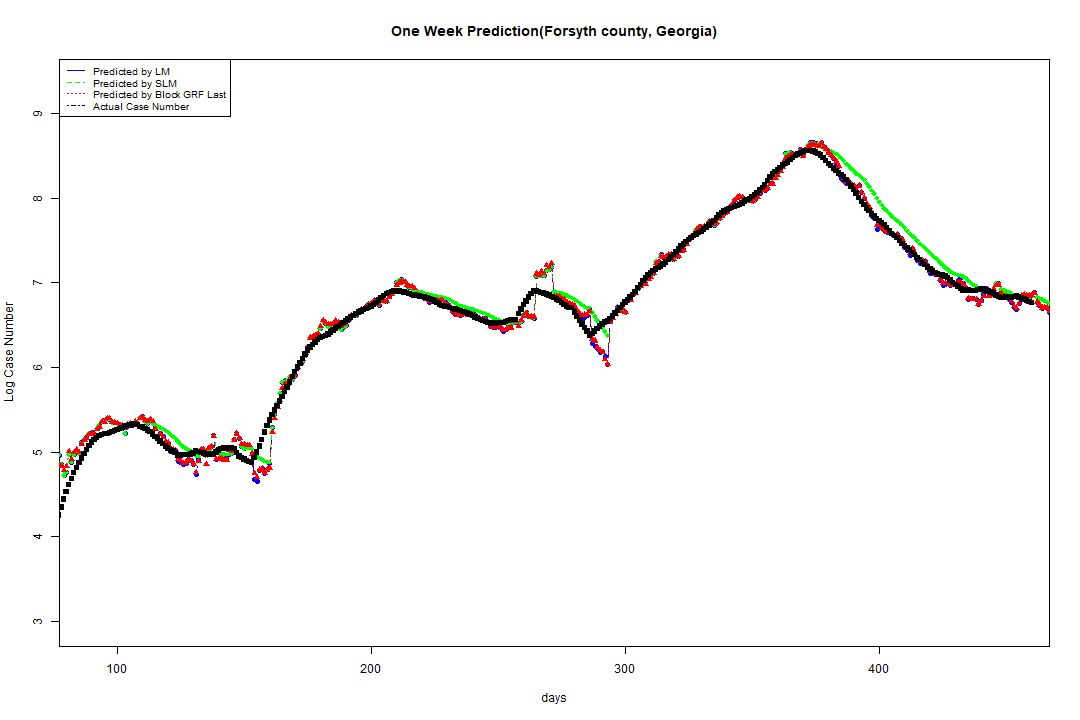 One Week Prediction(Forsyth county, Georgia)
Predicted by LM
Predicted by SLM
Predicted by Block GRF Last
Actual Case Number
9
8
7
6
5
4
3
Log Case Number
100 200 300 400
days